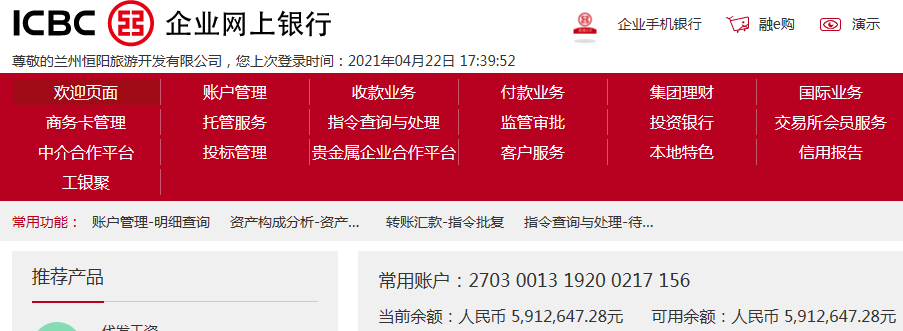 ICBC 企业网上银行 企业手机银行 融e购 演示
尊敬的兰州恒阳旅游开发有限公司，您上次登录时间：2021年04月22日 17:39:52
欢迎页面 账户管理 收款业务 付款业务 集团理财 国际业务
商务卡管理 托管服务 指令查询与处理 监管审批 投资银行 交易所会员服务
中介合作平台 投标管理 贵金属企业合作平台 客户服务 本地特色 信用报告
工银聚
常用功能： 账户管理-明细查询 资产构成分析-资产... 转账汇款-指令批复 指令查询与处理-待...
推荐产品
常用账户：2703 0013 1920 0217 156
当前余额：人民币 5,912,647.28元 可用余额：人民币 5,912,647.28元
代发工资